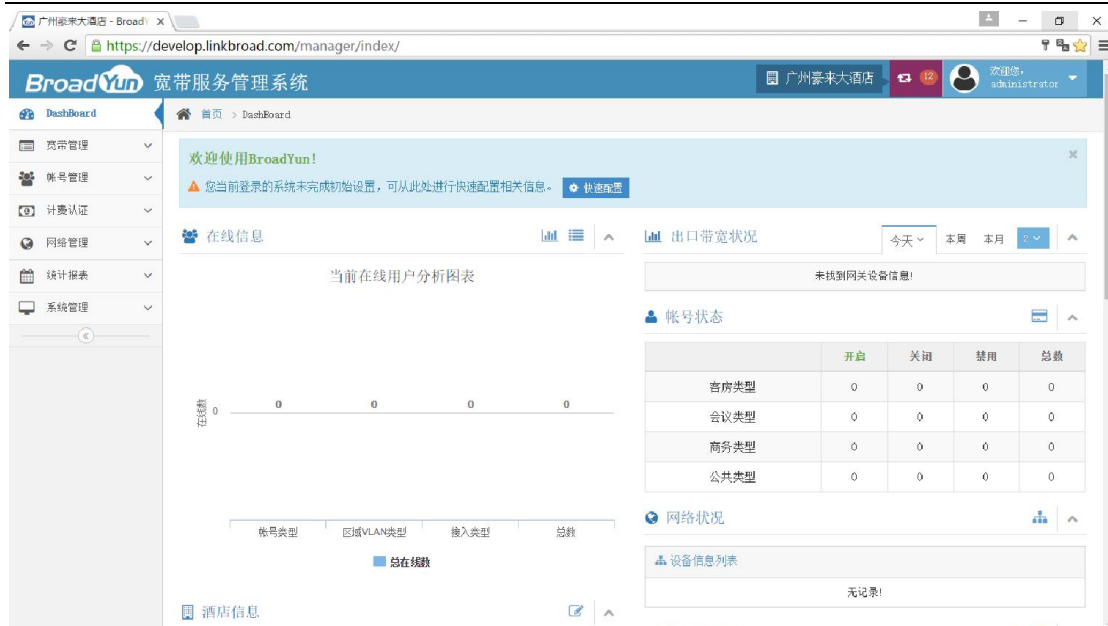 广州豪来大酒店 - Broad
https://develop.linkbroad.com/manager/index/
BroadYun 宽带服务管理系统
广州豪来大酒店
12
欢迎您,
administrator
DashBoard
宽带管理
帐号管理
计费认证
网络管理
统计报表
系统管理
首页 > DashBoard
欢迎使用BroadYun!
您当前登录的系统未完成初始设置,可从此处进行快速配置相关信息。 快速配置
在线信息
当前在线用户分析图表
在线数
0
0 0 0 0
帐号类型 区域VLAN类型 接入类型 总数
总在线数
酒店信息
出口带宽状况 今天 本周 本月 2
未找到网关设备信息!
帐号状态
开启 关闭 禁用 总数
客房类型 0 0 0 0
会议类型 0 0 0 0
商务类型 0 0 0 0
公共类型 0 0 0 0
网络状况
设备信息列表
无记录!